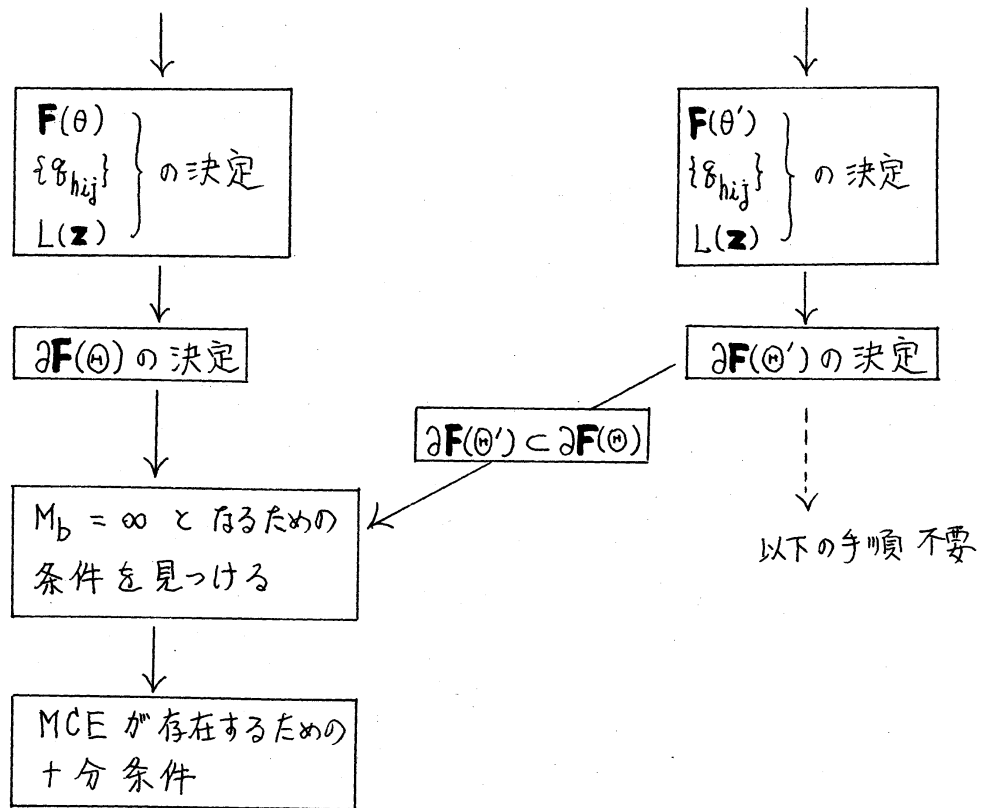 F(θ)
{g_hij} の決定
L(z)
∂F(Θ) の決定
M_b = ∞ と なるための
条件を見つける
MCE が存在するための
十分条件
∂F(Θ′) ⊂ ∂F(Θ)
F(θ′)
{g_hij} の決定
L(z)
∂F(Θ′) の決定
以下の手順 不要